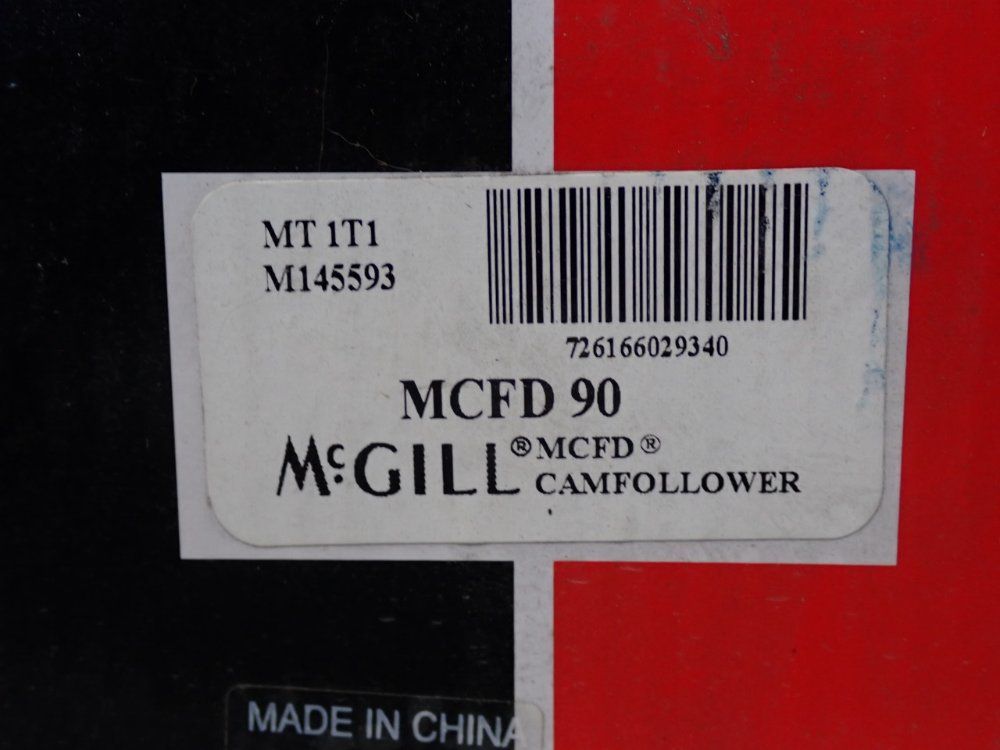 MT 1T1
M145593
726166029340
MCFD 90
McGILL® MCFD®
CAMFOLLOWER
MADE IN CHINA